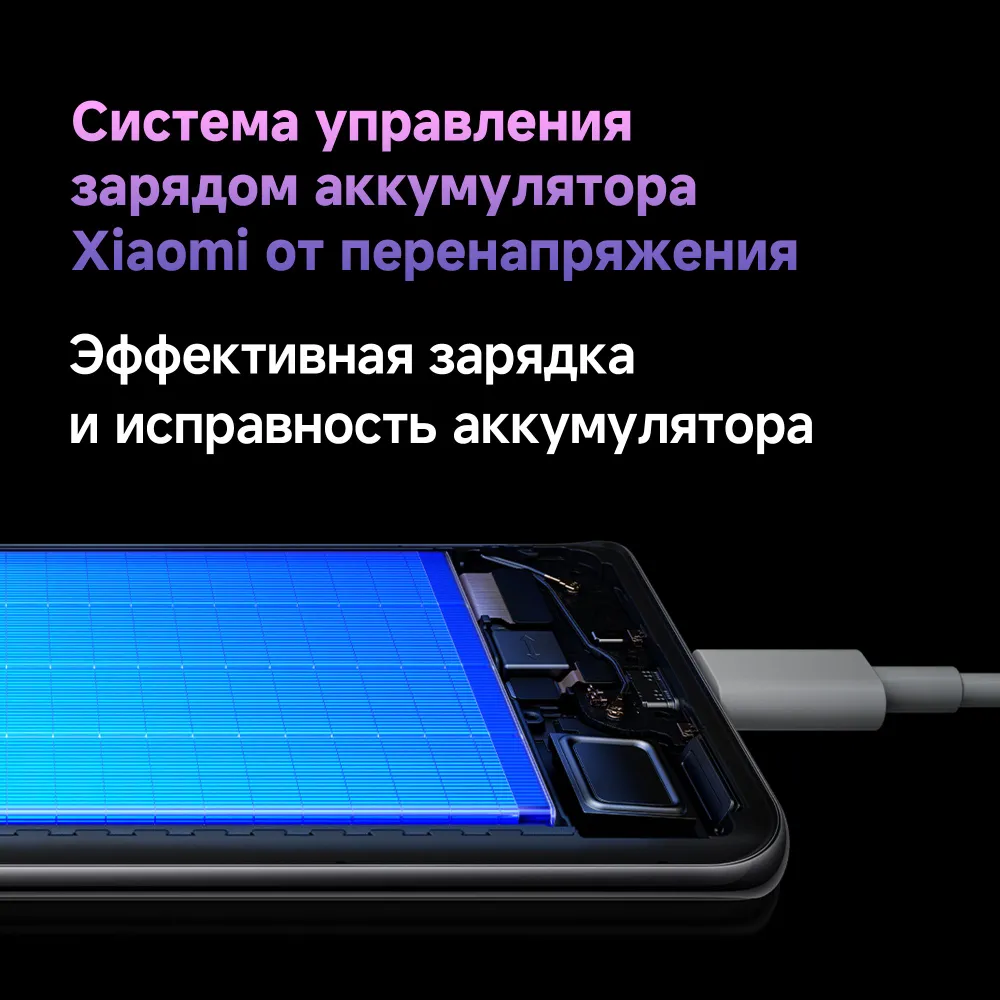 Система управления
зарядом аккумулятора
Xiaomi от перенапряжения
Эффективная зарядка
и исправность аккумулятора